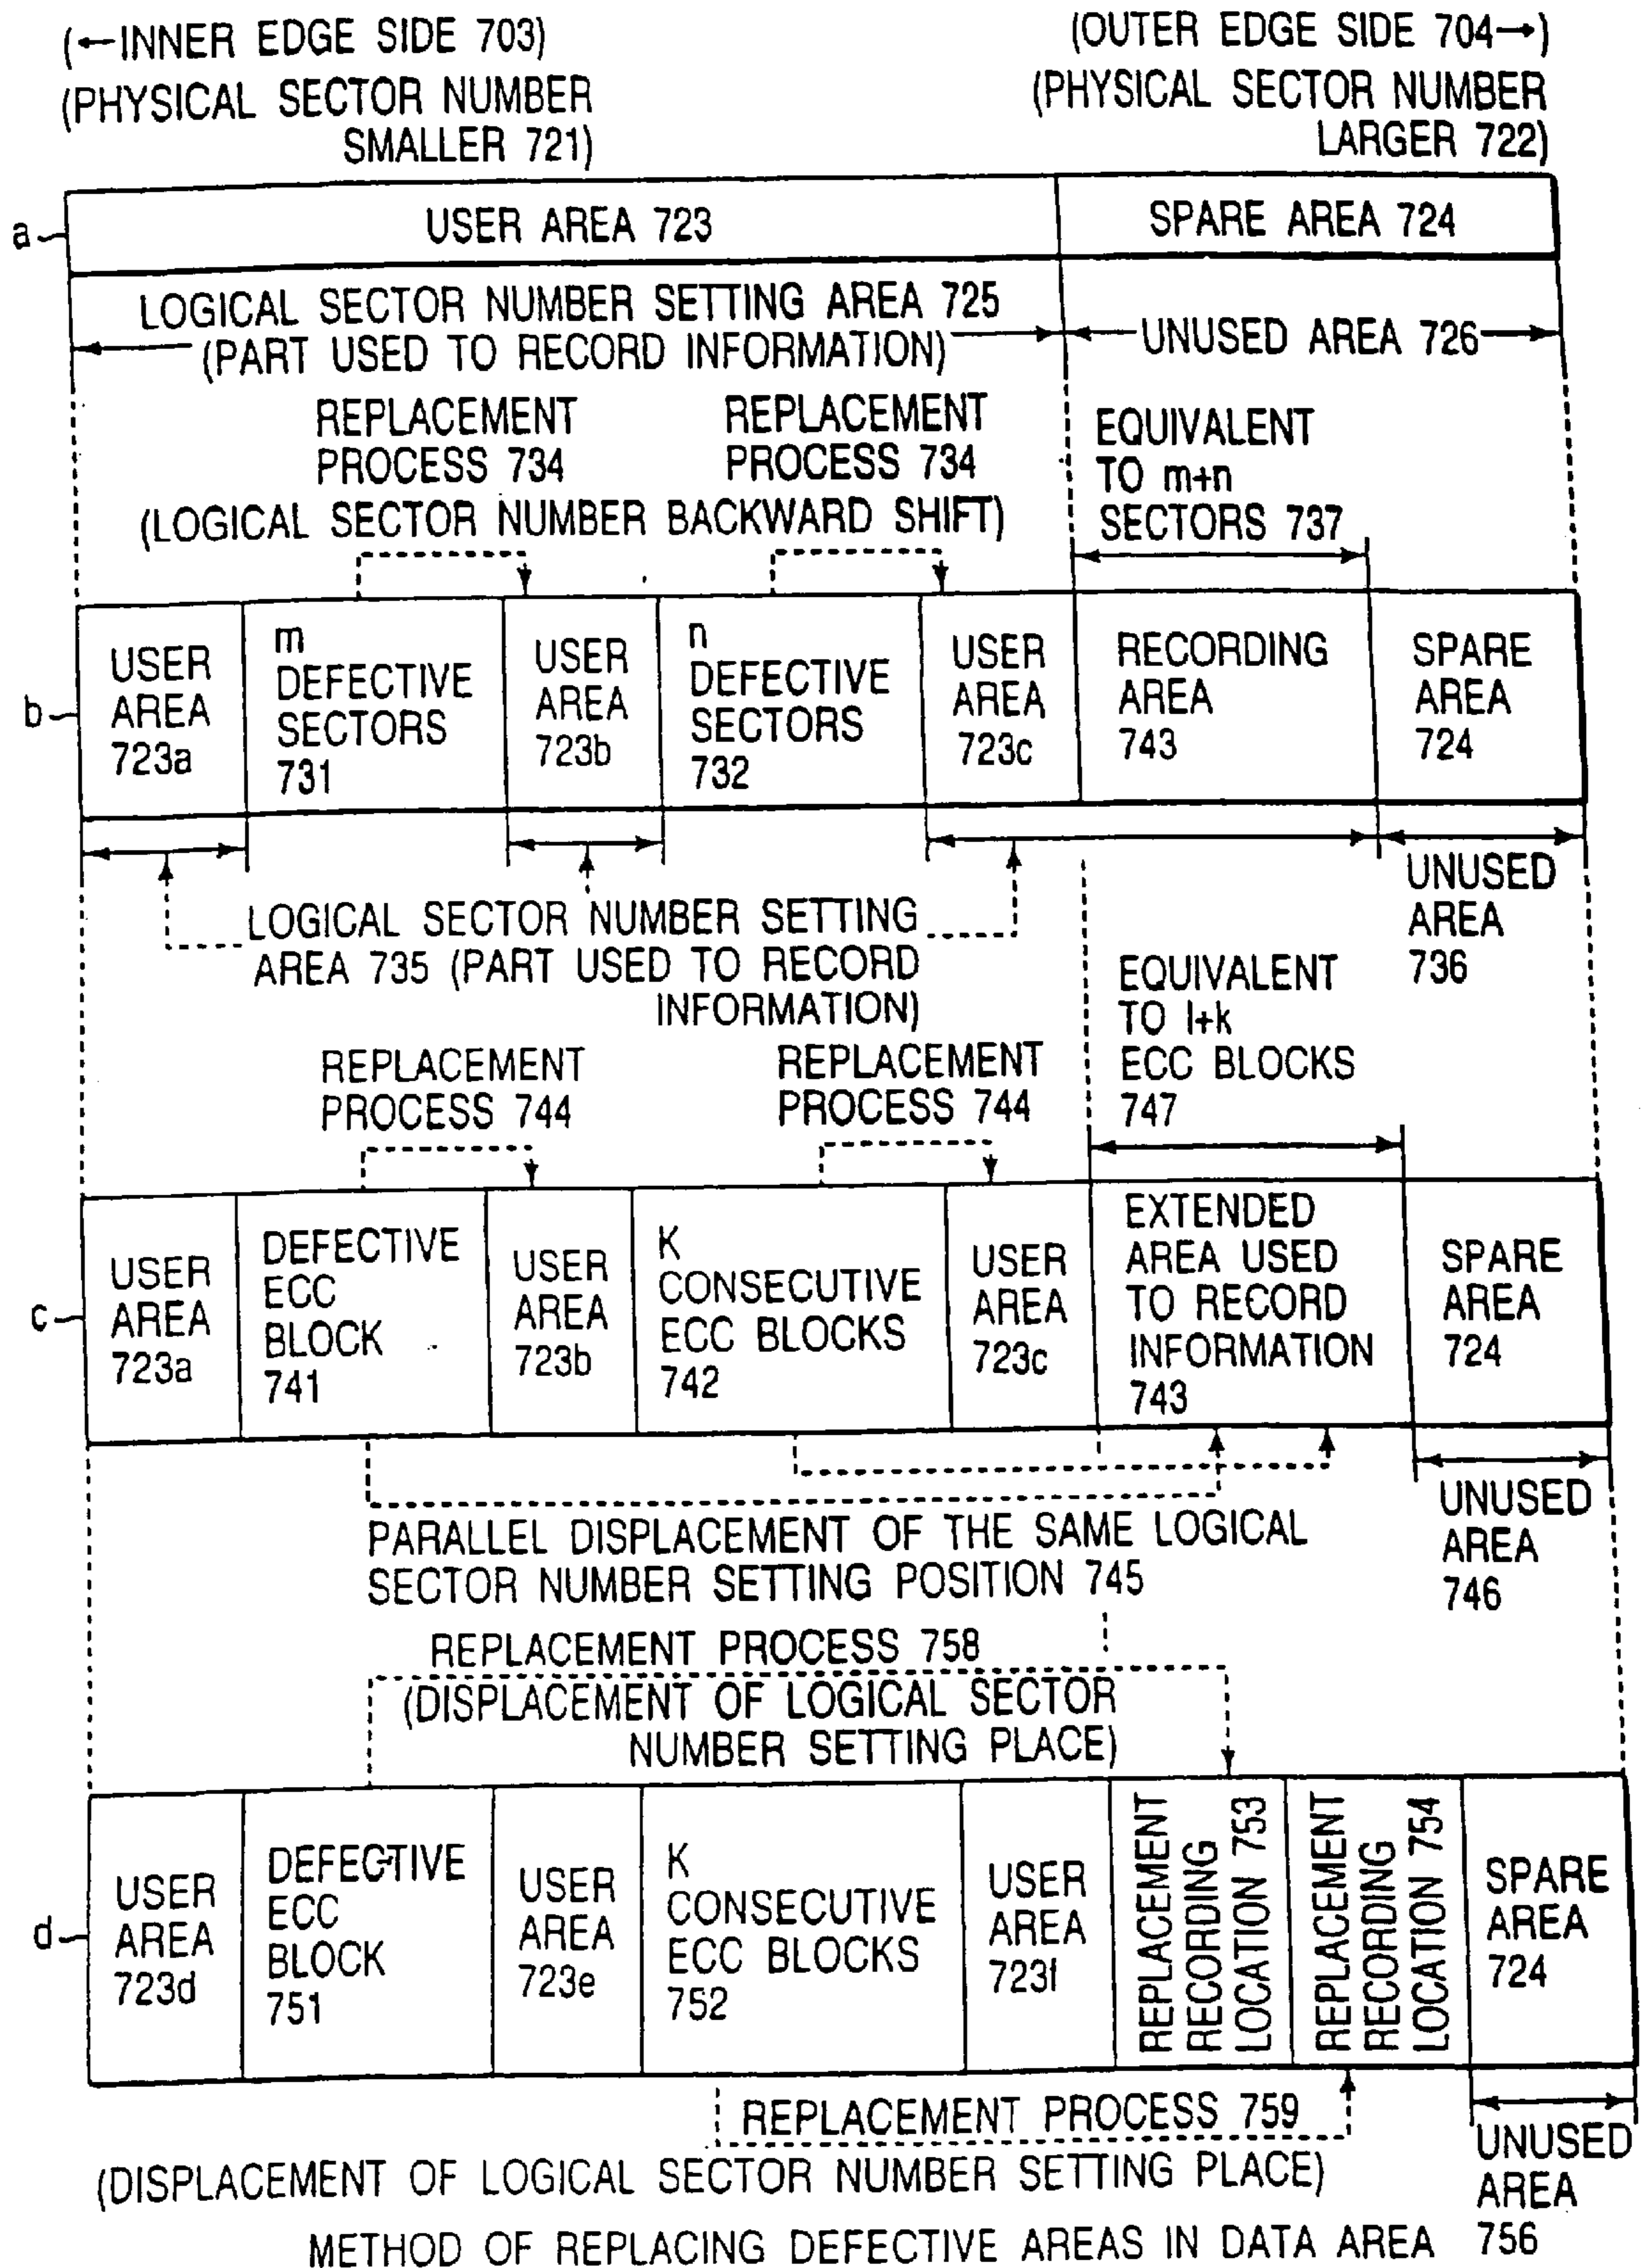 (←INNER EDGE SIDE 703)
(OUTER EDGE SIDE 704→)
(PHYSICAL SECTOR NUMBER
SMALLER 721)
(PHYSICAL SECTOR NUMBER
LARGER 722)
a
USER AREA 723
SPARE AREA 724
LOGICAL SECTOR NUMBER SETTING AREA 725
(PART USED TO RECORD INFORMATION)
UNUSED AREA 726
REPLACEMENT
PROCESS 734
REPLACEMENT
PROCESS 734
(LOGICAL SECTOR NUMBER BACKWARD SHIFT)
EQUIVALENT
TO m+n
SECTORS 737
b
USER
AREA
723a
m
DEFECTIVE
SECTORS
731
USER
AREA
723b
n
DEFECTIVE
SECTORS
732
USER
AREA
723c
RECORDING
AREA
743
SPARE
AREA
724
LOGICAL SECTOR NUMBER SETTING
AREA 735 (PART USED TO RECORD
INFORMATION)
UNUSED
AREA
736
REPLACEMENT
PROCESS 744
REPLACEMENT
PROCESS 744
EQUIVALENT
TO l+k
ECC BLOCKS
747
c
USER
AREA
723a
DEFECTIVE
ECC
BLOCK
741
USER
AREA
723b
K
CONSECUTIVE
ECC BLOCKS
742
USER
AREA
723c
EXTENDED
AREA USED
TO RECORD
INFORMATION
743
SPARE
AREA
724
PARALLEL DISPLACEMENT OF THE SAME LOGICAL
SECTOR NUMBER SETTING POSITION 745
UNUSED
AREA
746
REPLACEMENT PROCESS 758
(DISPLACEMENT OF LOGICAL SECTOR
NUMBER SETTING PLACE)
d
USER
AREA
723d
DEFECTIVE
ECC
BLOCK
751
USER
AREA
723e
K
CONSECUTIVE
ECC BLOCKS
752
USER
AREA
723f
REPLACEMENT
RECORDING
LOCATION 753
REPLACEMENT
RECORDING
LOCATION 754
SPARE
AREA
724
REPLACEMENT PROCESS 759
(DISPLACEMENT OF LOGICAL SECTOR NUMBER SETTING PLACE)
UNUSED
AREA
756
METHOD OF REPLACING DEFECTIVE AREAS IN DATA AREA